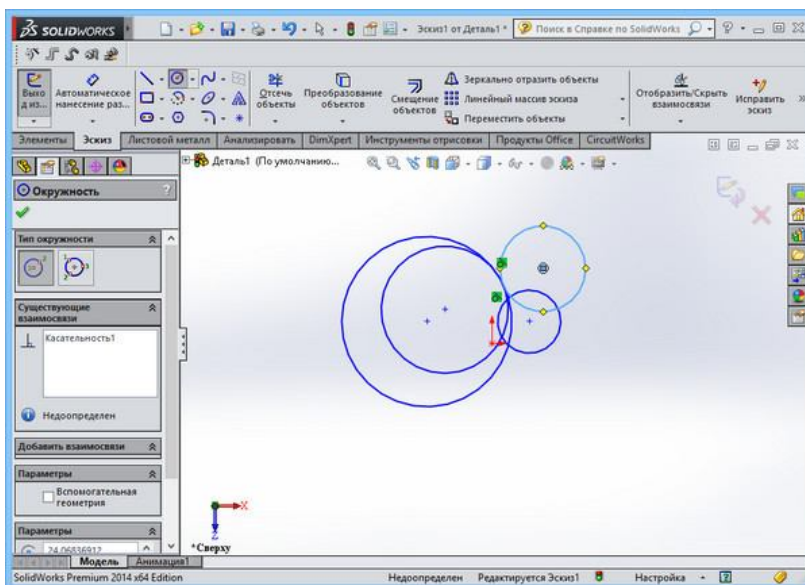 SOLIDWORKS
Эскиз1 от Деталь1 *
Поиск в Справке по SolidWorks
Выхо
д из...
Автоматическое
нанесение раз...
Отсечь
объекты
Преобразование
объектов
Смещение
объектов
Зеркально отразить объекты
Линейный массив эскиза
Переместить объекты
Отобразить/Скрыть
взаимосвязи
Исправить
эскиз
Элементы Эскиз Листовой металл Анализировать DimXpert Инструменты отрисовки Продукты Office CircuitWorks
Деталь1 (По умолчанию...
Окружность
?
Тип окружности
Существующие
взаимосвязи
Касательность1
Недоопределен
Добавить взаимосвязи
Параметры
Вспомогательная
геометрия
Параметры
24.06836912
X
Z
*Сверху
Модель Анимация1
SolidWorks Premium 2014 x64 Edition
Недоопределен Редактируется Эскиз1 Настройка